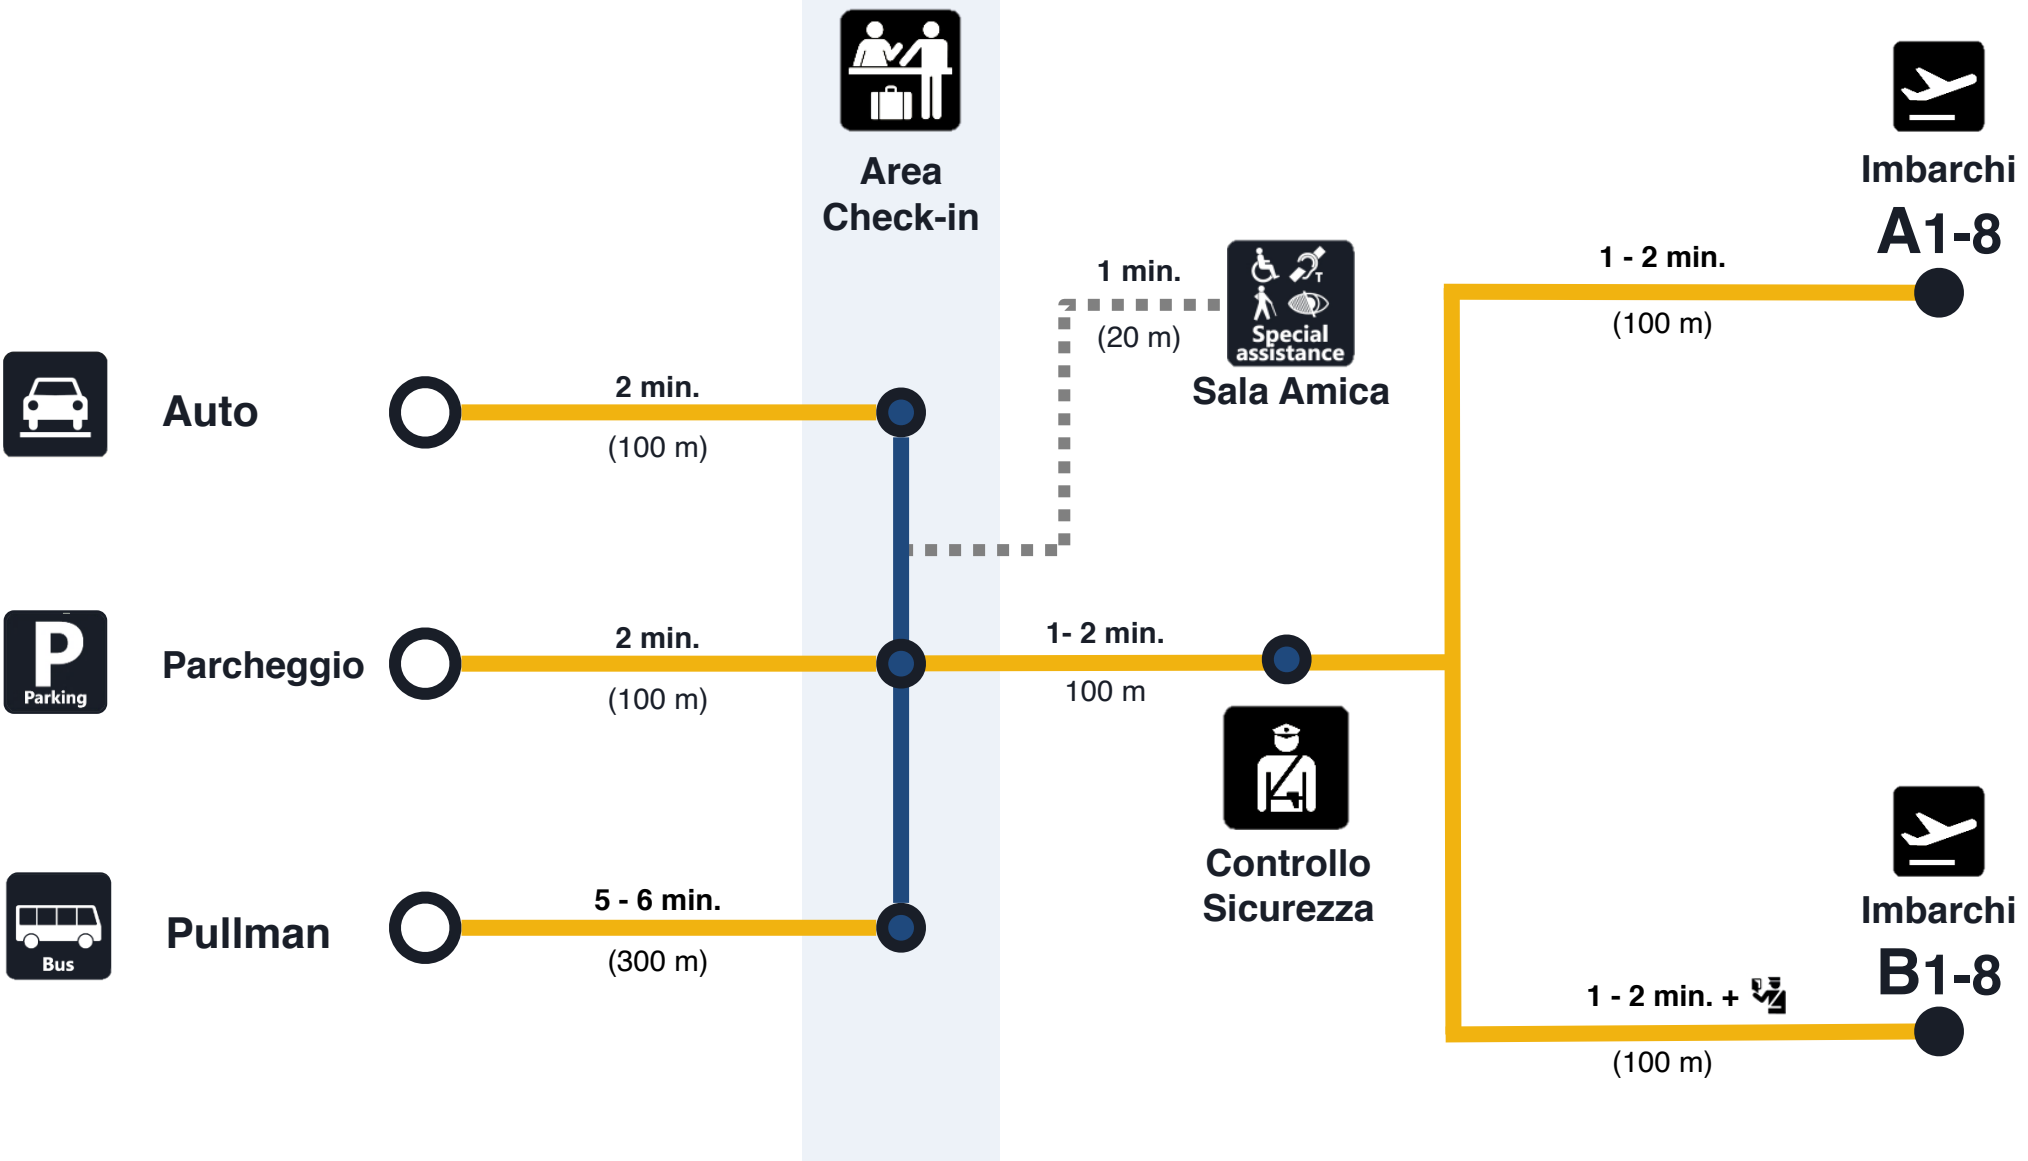 Area
Check-in
Imbarchi
A1-8
1 min.
(20 m)
T
Special
assistance
Sala Amica
1 - 2 min.
(100 m)
Auto
2 min.
(100 m)
P
Parking
Parcheggio
2 min.
(100 m)
1- 2 min.
100 m
Controllo
Sicurezza
Bus
Pullman
5 - 6 min.
(300 m)
Imbarchi
B1-8
1 - 2 min. +
(100 m)